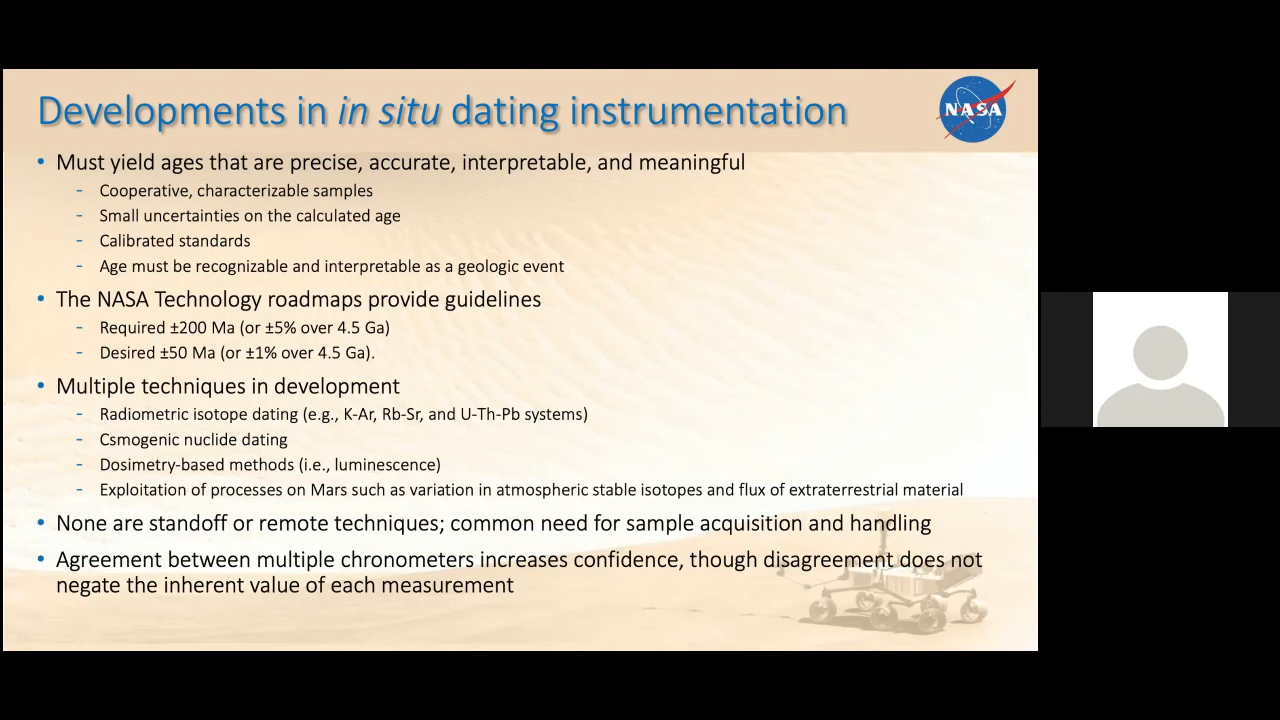 Developments in in situ dating instrumentation
NASA
• Must yield ages that are precise, accurate, interpretable, and meaningful
- Cooperative, characterizable samples
- Small uncertainties on the calculated age
- Calibrated standards
- Age must be recognizable and interpretable as a geologic event
• The NASA Technology roadmaps provide guidelines
- Required ±200 Ma (or ±5% over 4.5 Ga)
- Desired ±50 Ma (or ±1% over 4.5 Ga).
• Multiple techniques in development
- Radiometric isotope dating (e.g., K-Ar, Rb-Sr, and U-Th-Pb systems)
- Csmogenic nuclide dating
- Dosimetry-based methods (i.e., luminescence)
- Exploitation of processes on Mars such as variation in atmospheric stable isotopes and flux of extraterrestrial material
• None are standoff or remote techniques; common need for sample acquisition and handling
• Agreement between multiple chronometers increases confidence, though disagreement does not
negate the inherent value of each measurement